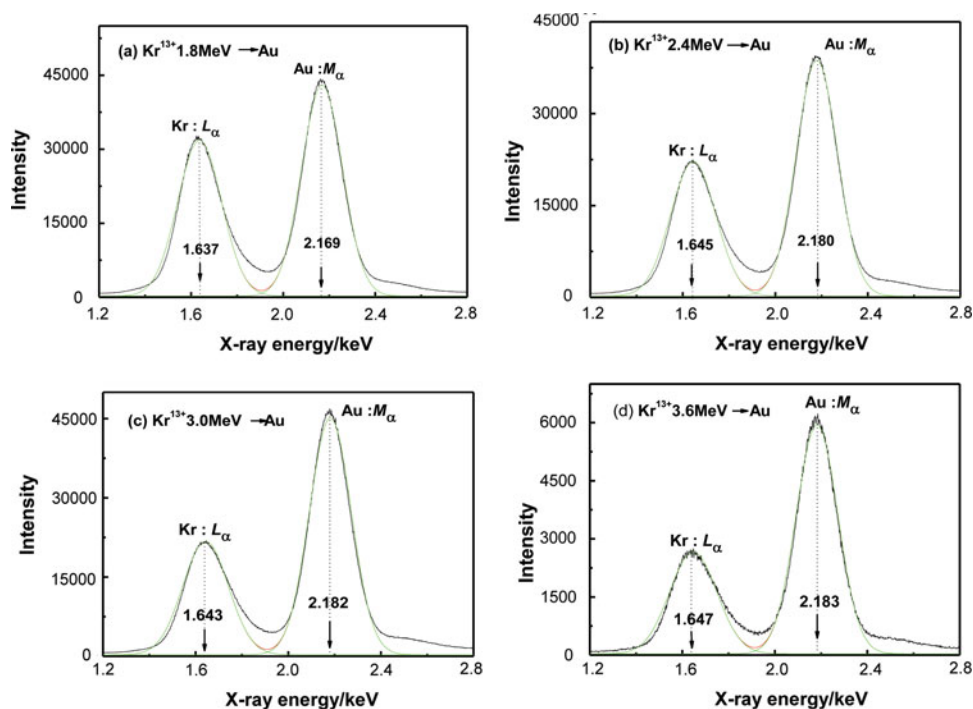 (a) Kr¹³⁺1.8MeV →Au
Au :Mα
Kr : Lα
1.637
2.169
45000
30000
15000
0
Intensity
1.2 1.6 2.0 2.4 2.8
X-ray energy/keV
45000
(b) Kr¹³⁺2.4MeV →Au
Au :Mα
Kr : Lα
1.645
2.180
30000
15000
0
Intensity
1.2 1.6 2.0 2.4 2.8
X-ray energy/keV
(c) Kr¹³⁺3.0MeV →Au
Au :Mα
Kr : Lα
1.643
2.182
45000
30000
15000
0
Intensity
1.2 1.6 2.0 2.4 2.8
X-ray energy/keV
(d) Kr¹³⁺3.6MeV →Au
Au :Mα
Kr : Lα
1.647
2.183
6000
4500
3000
1500
0
Intensity
1.2 1.6 2.0 2.4 2.8
X-ray energy/keV